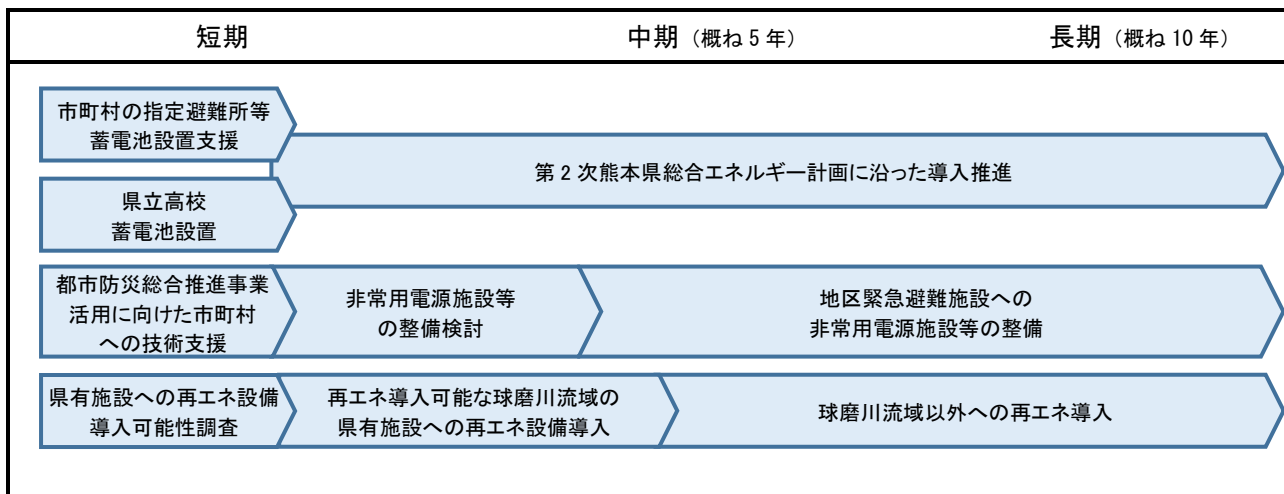 短期 中期（概ね 5 年） 長期（概ね 10 年）
市町村の指定避難所等
蓄電池設置支援
県立高校
蓄電池設置
第 2 次熊本県総合エネルギー計画に沿った導入推進
都市防災総合推進事業
活用に向けた市町村
への技術支援
非常用電源施設等
の整備検討
地区緊急避難施設への
非常用電源施設等の整備
県有施設への再エネ設備
導入可能性調査
再エネ導入可能な球磨川流域の
県有施設への再エネ設備導入
球磨川流域以外への再エネ導入